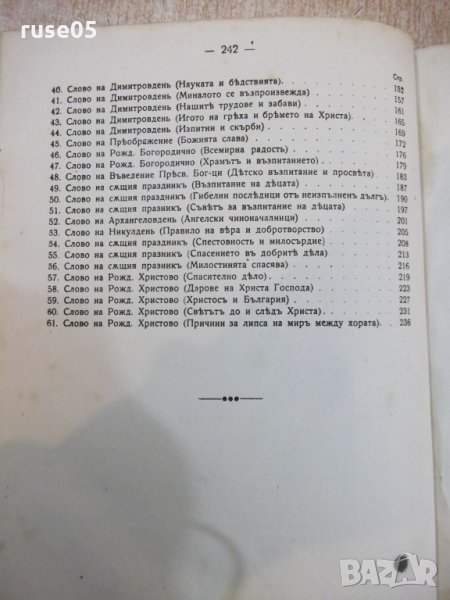 ruse05
— 242 —
Стр.
40. Слово на Димитровдень (Науката и бѣдствията). 152
41. Слово на Димитровдень (Миналото се възпроизвежда) 157
42. Слово на Димитровдень (Нашитѣ трудове и забави) 161
43. Слово на Димитровдень (Игото на грѣха и брѣмето на Христа). 165
44. Слово на Димитровдень (Изпитни и скърби) 169
45. Слово на Прѣображение (Божията слава) 172
46. Слово на Рожд. Богородично (Всемирна радость) 176
47. Слово на Рожд. Богородично (Храмътъ и възпитанието) 179
48. Слово на Въведение Прѣсв. Бог-ци (Дѣтско възпитание и просвѣта) 183
49. Слово на сѫщия праздникъ (Възпитание на дѣцата) 187
50. Слово на сѫщия празникъ (Гибелни послѣдици отъ неизпълненъ дългъ). 190
51. Слово на сѫщия празникъ (Съвѣтъ за възпитание на дѣцата) 197
52. Слово на Архангеловдень (Ангелски чиноначалници) 201
53. Слово на Никулдень (Правило на вѣра и добротворство) 205
54. Слово на сѫщия празникъ (Спестовность и милосърдие) 208
55. Слово на сѫщия празникъ (Спасението въ добритѣ дѣла) 213
56. Слово на сѫщия празникъ (Милостинята спасява) 216
57. Слово на Рожд. Христово (Спасително дѣло) 219
58. Слово на Рожд. Христово (Дарове на Христа Господа) 223
59. Слово на Рожд. Христово (Христосъ и България) 227
60. Слово на Рожд. Христово (Свѣтътъ до и слѣдъ Христа) 231
61. Слово на Рожд. Христово (Причини за липса на миръ между хората). 236
BAZAR